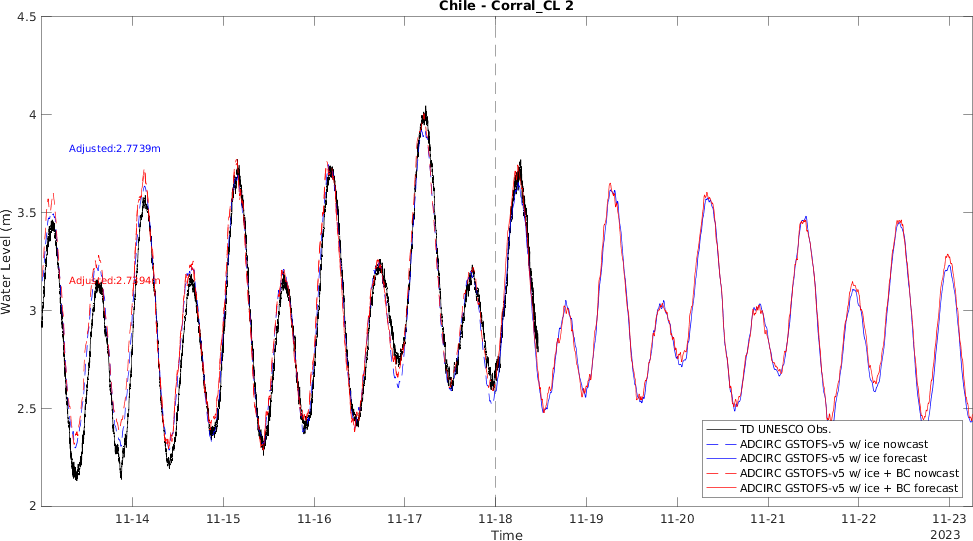 Chile - Corral_CL 2
4.5
4
3.5
3
2.5
2
Water Level (m)
Adjusted:2.7739m
TD UNESCO Obs.
ADCIRC GSTOFS-v5 w/ ice nowcast
ADCIRC GSTOFS-v5 w/ ice forecast
ADCIRC GSTOFS-v5 w/ ice + BC nowcast
ADCIRC GSTOFS-v5 w/ ice + BC forecast
11-14 11-15 11-16 11-17 11-18 11-19 11-20 11-21 11-22 11-23
Time
2023